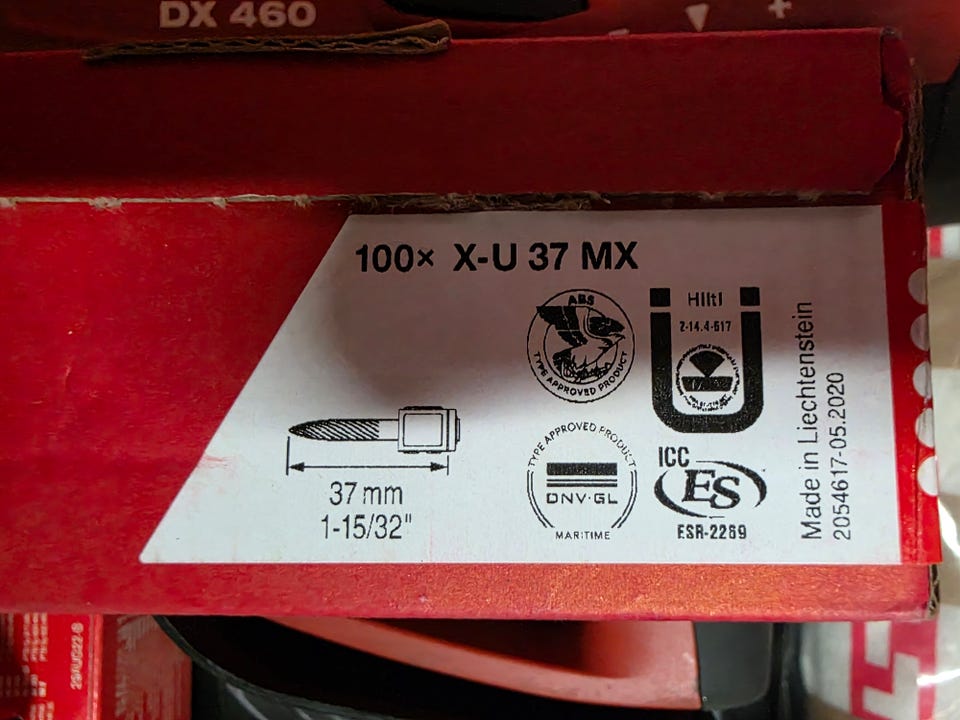 DX 460
100× X-U 37 MX
ABS
TYPE APPROVED PRODUCT
HILTI
Z-14.4-517
37 mm
1-15/32"
TYPE APPROVED PRODUCT
DNV·GL
MARITIME
ICC
ES
ESR-2269
Made in Liechtenstein
2054617-05.2020